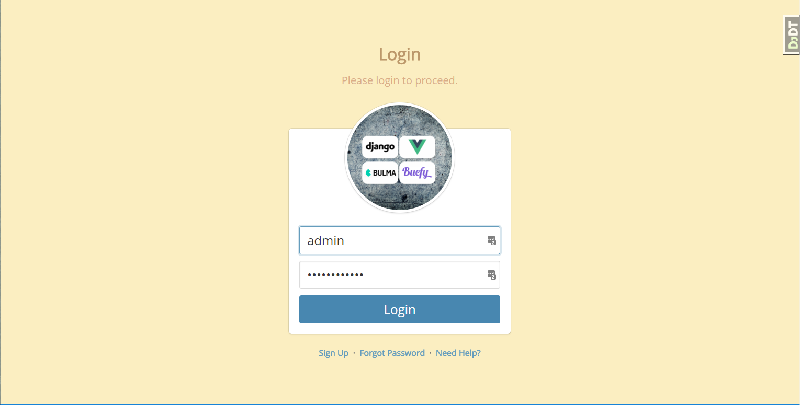 DjDT
Login
Please login to proceed.
django
BULMA Buefy
admin
Login
Sign Up · Forgot Password · Need Help?